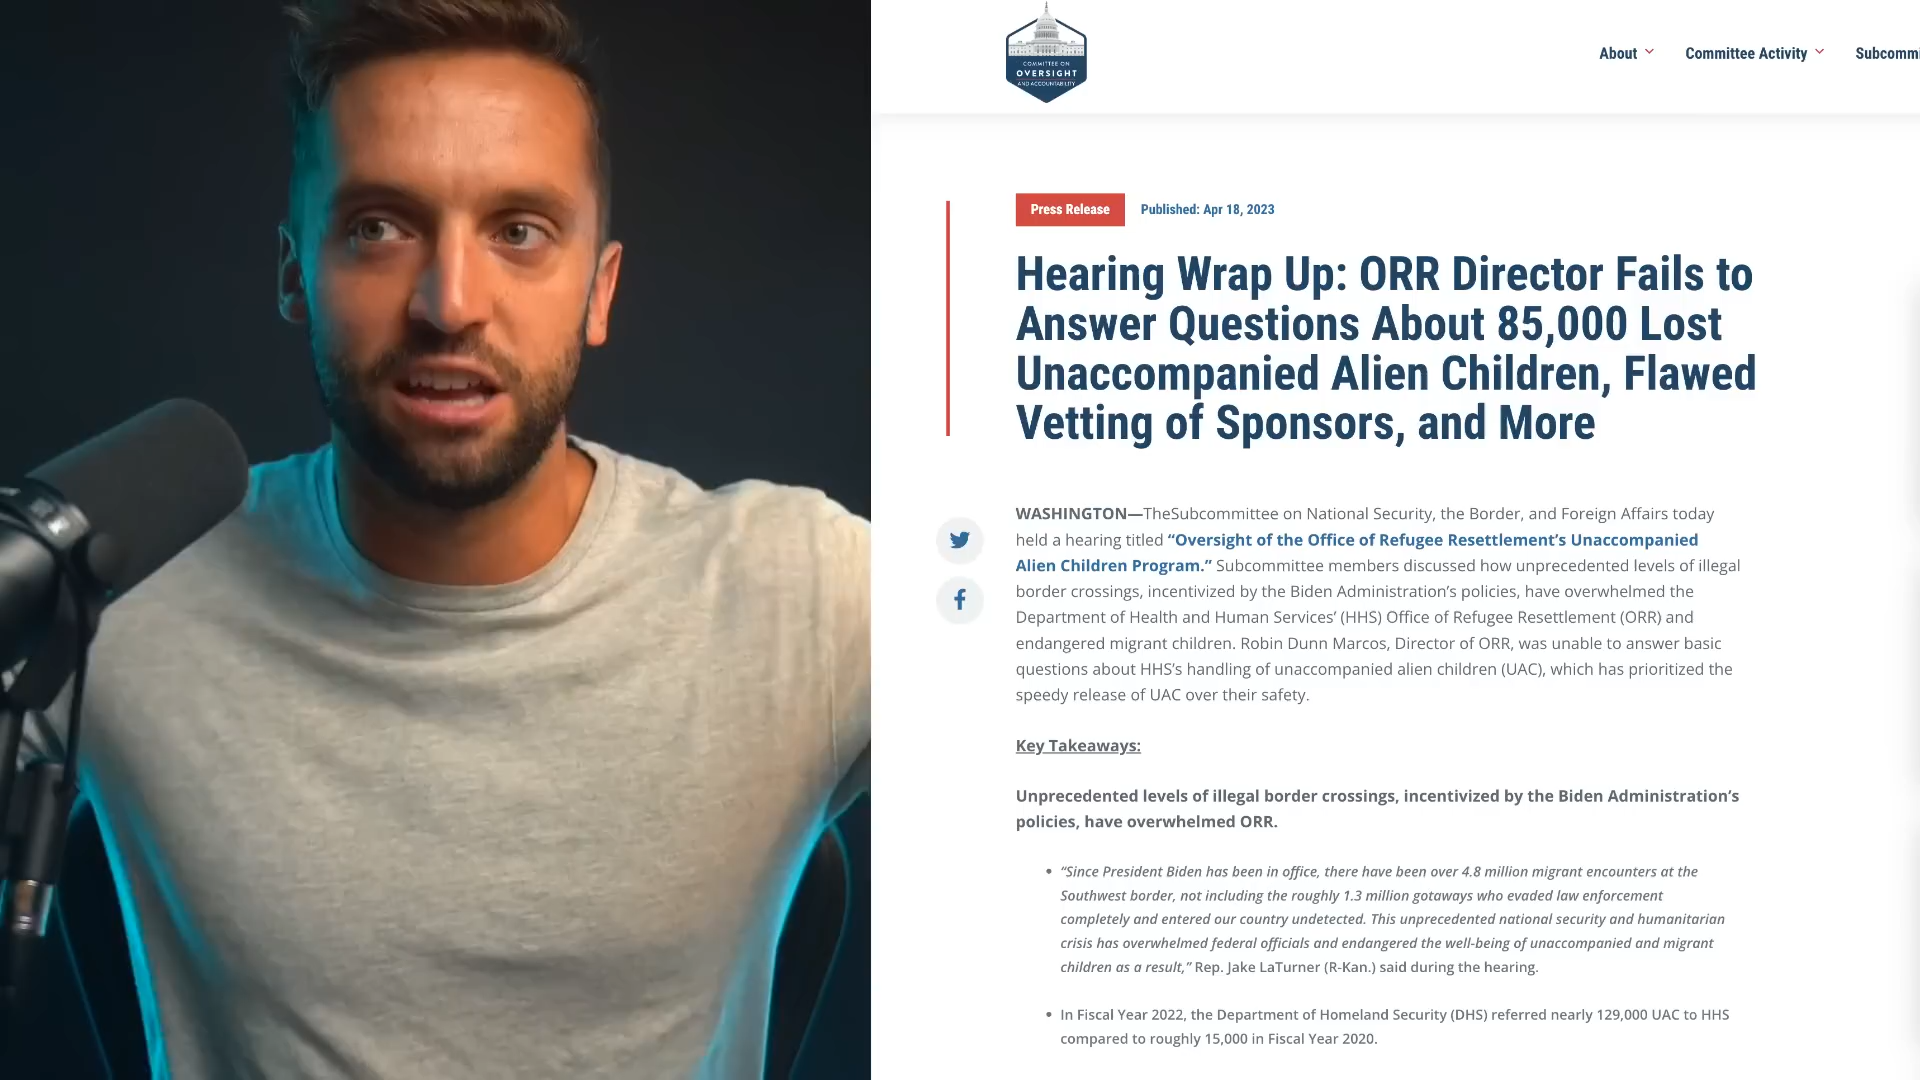 COMMITTEE ON
OVERSIGHT
AND ACCOUNTABILITY
About
Committee Activity
Subcommi
Press Release
Published: Apr 18, 2023
Hearing Wrap Up: ORR Director Fails to
Answer Questions About 85,000 Lost
Unaccompanied Alien Children, Flawed
Vetting of Sponsors, and More
WASHINGTON—TheSubcommittee on National Security, the Border, and Foreign Affairs today
held a hearing titled “Oversight of the Office of Refugee Resettlement’s Unaccompanied
Alien Children Program.” Subcommittee members discussed how unprecedented levels of illegal
border crossings, incentivized by the Biden Administration’s policies, have overwhelmed the
Department of Health and Human Services’ (HHS) Office of Refugee Resettlement (ORR) and
endangered migrant children. Robin Dunn Marcos, Director of ORR, was unable to answer basic
questions about HHS’s handling of unaccompanied alien children (UAC), which has prioritized the
speedy release of UAC over their safety.
Key Takeaways:
Unprecedented levels of illegal border crossings, incentivized by the Biden Administration’s
policies, have overwhelmed ORR.
• “Since President Biden has been in office, there have been over 4.8 million migrant encounters at the
Southwest border, not including the roughly 1.3 million gotaways who evaded law enforcement
completely and entered our country undetected. This unprecedented national security and humanitarian
crisis has overwhelmed federal officials and endangered the well-being of unaccompanied and migrant
children as a result,” Rep. Jake LaTurner (R-Kan.) said during the hearing.
• In Fiscal Year 2022, the Department of Homeland Security (DHS) referred nearly 129,000 UAC to HHS
compared to roughly 15,000 in Fiscal Year 2020.